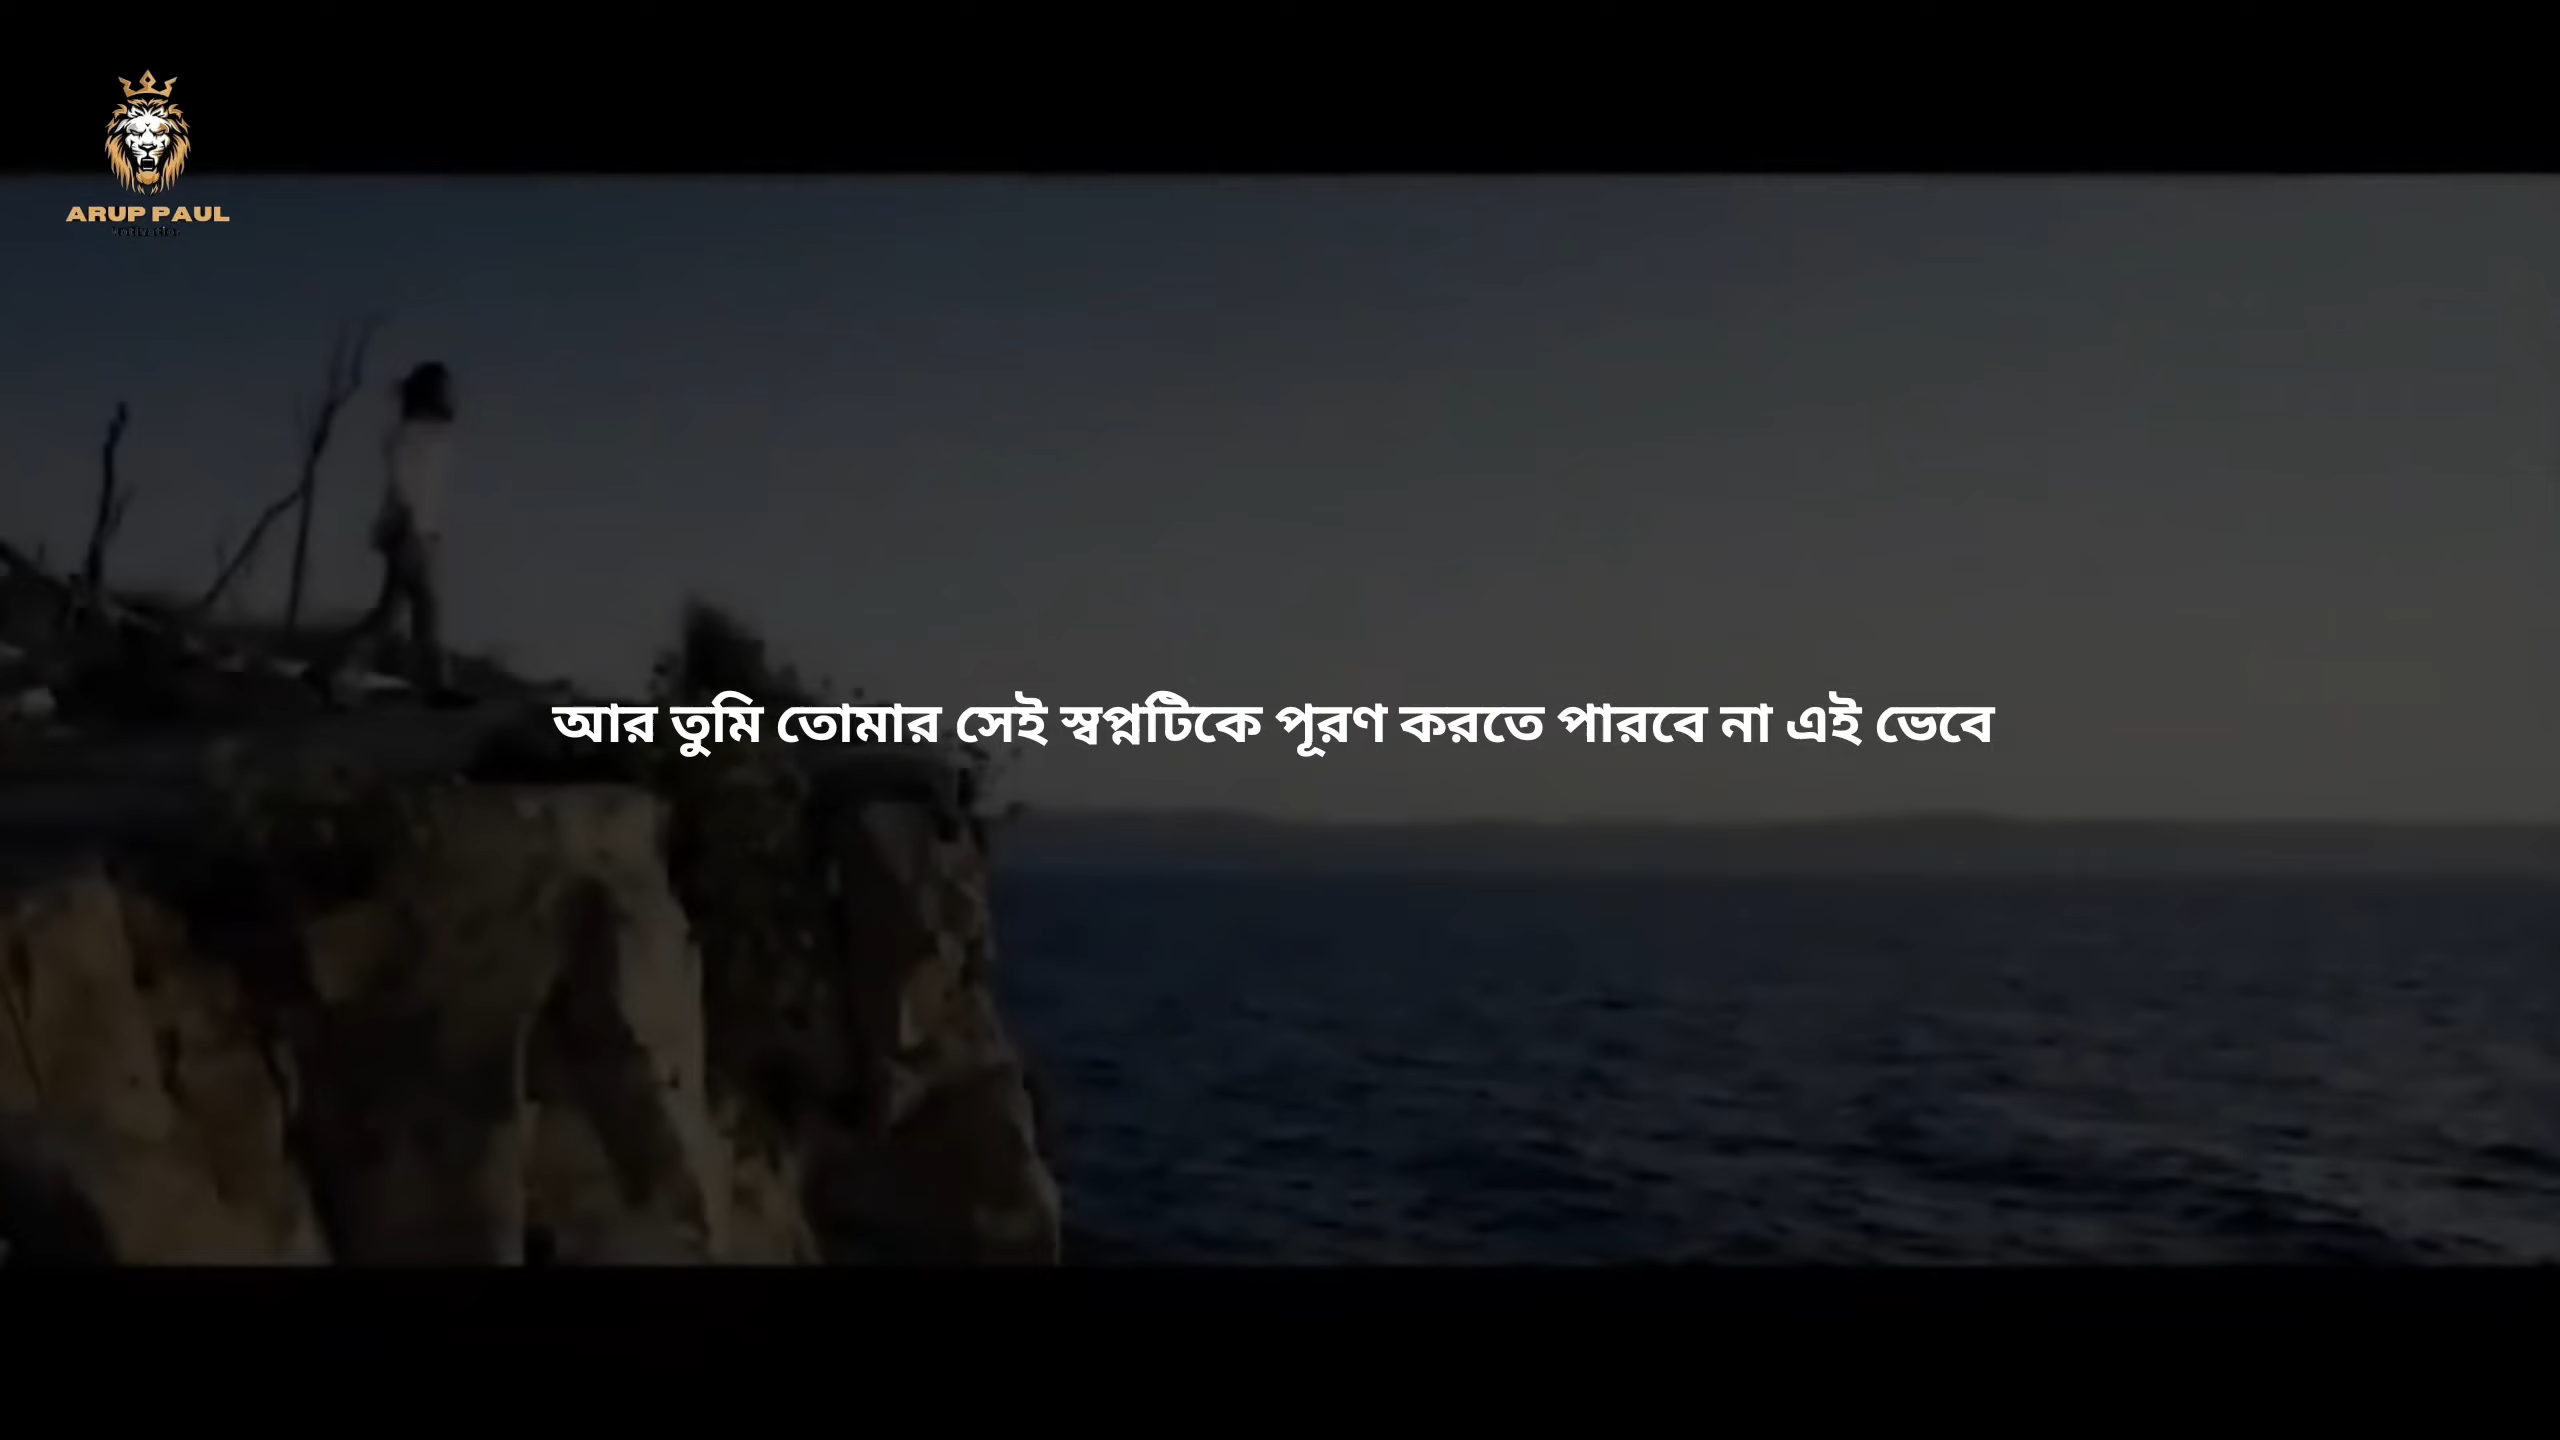 ARUP PAUL
আর তুমি তোমার সেই স্বপ্নটিকে পূরণ করতে পারবে না এই ভেবে